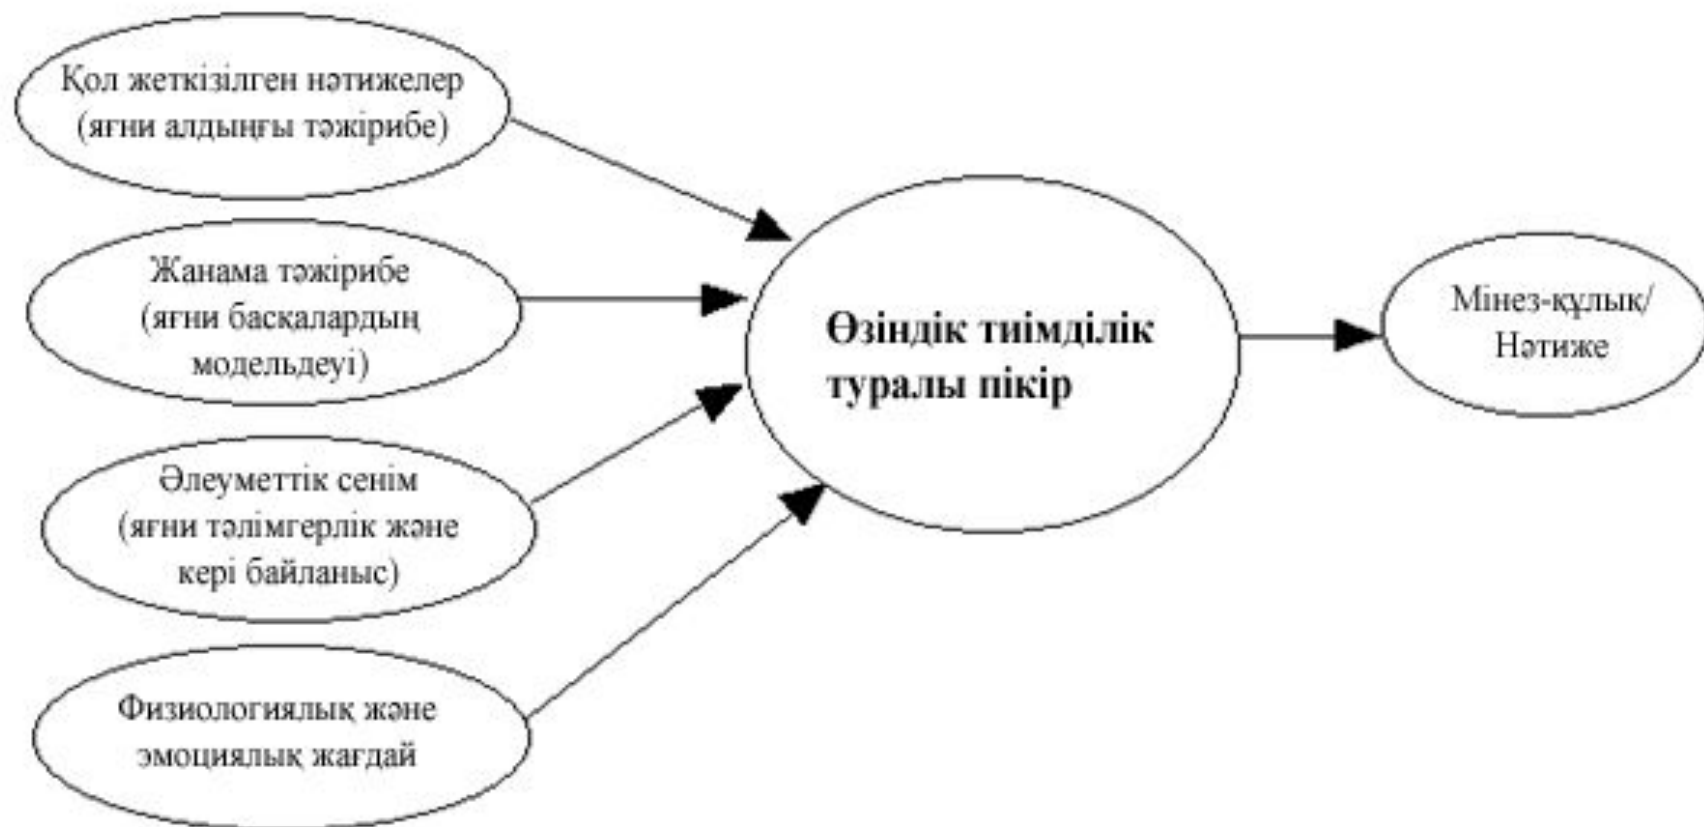 Қол жеткізілген нәтижелер
(яғни алдыңғы тәжірибе)
Жанама тәжірибе
(яғни басқалардың
модельдеуі)
Әлеуметтік сенім
(яғни тәлімгерлік және
кері байланыс)
Физиологиялық және
эмоциялық жағдай
Өзіндік тиімділік
туралы пікір
Мінез-құлық/
Нәтиже